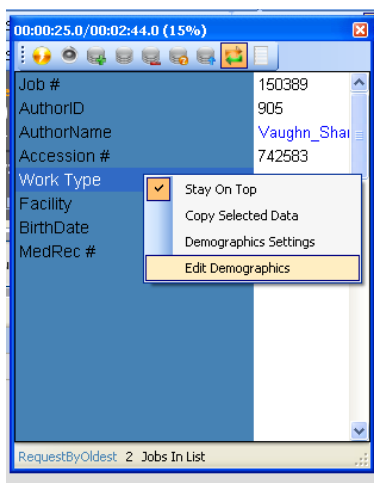 00:00:25.0/00:02:44.0 (15%)
Job # 150389
AuthorID 905
AuthorName Vaughn_Shar
Accession # 742583
Work Type
Facility
BirthDate
MedRec #
Stay On Top
Copy Selected Data
Demographics Settings
Edit Demographics
RequestByOldest 2 Jobs In List